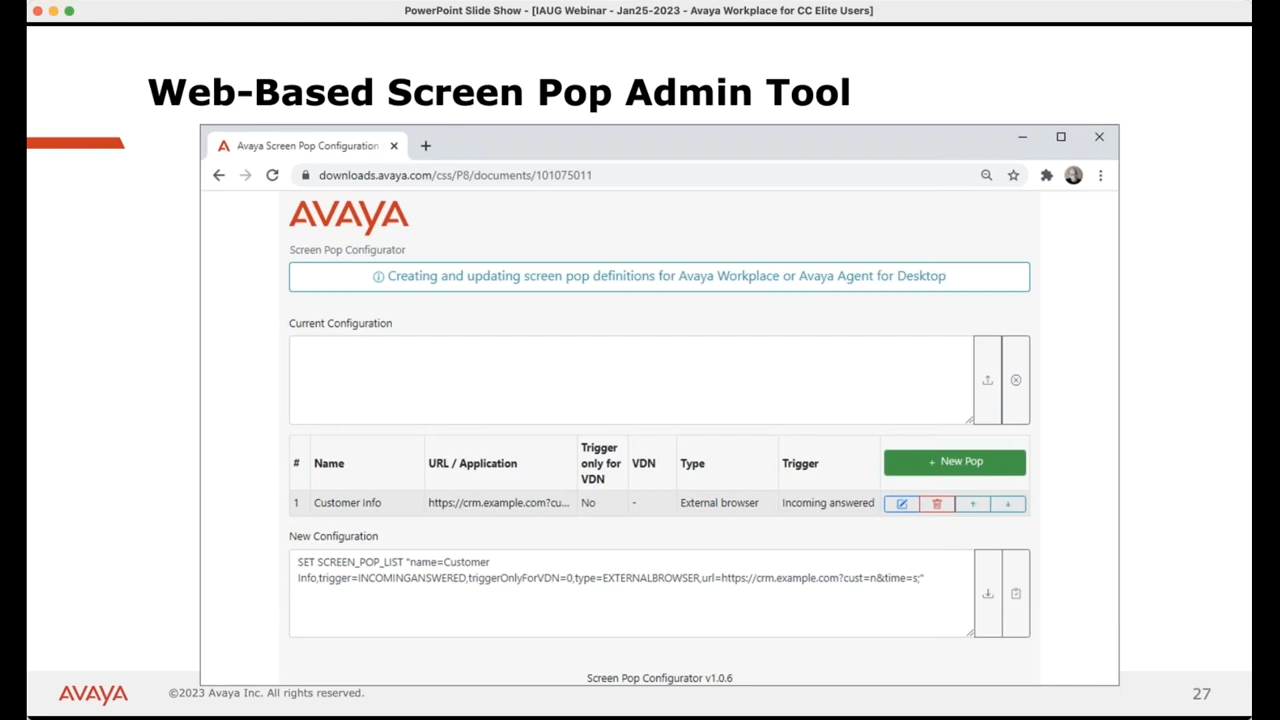 PowerPoint Slide Show - [IAUG Webinar - Jan25-2023 - Avaya Workplace for CC Elite Users]
Web-Based Screen Pop Admin Tool
Avaya Screen Pop Configuration
downloads.avaya.com/css/P8/documents/101075011
AVAYA
Screen Pop Configurator
Creating and updating screen pop definitions for Avaya Workplace or Avaya Agent for Desktop
Current Configuration
# Name URL / Application Trigger only for VDN VDN Type Trigger + New Pop
1 Customer Info https://crm.example.com?cu... No - External browser Incoming answered
New Configuration
SET SCREEN_POP_LIST "name=Customer
Info,trigger=INCOMINGANSWERED,triggerOnlyForVDN=0,type=EXTERNALBROWSER,url=https://crm.example.com?cust=n&time=s;"
Screen Pop Configurator v1.0.6
AVAYA ©2023 Avaya Inc. All rights reserved. 27